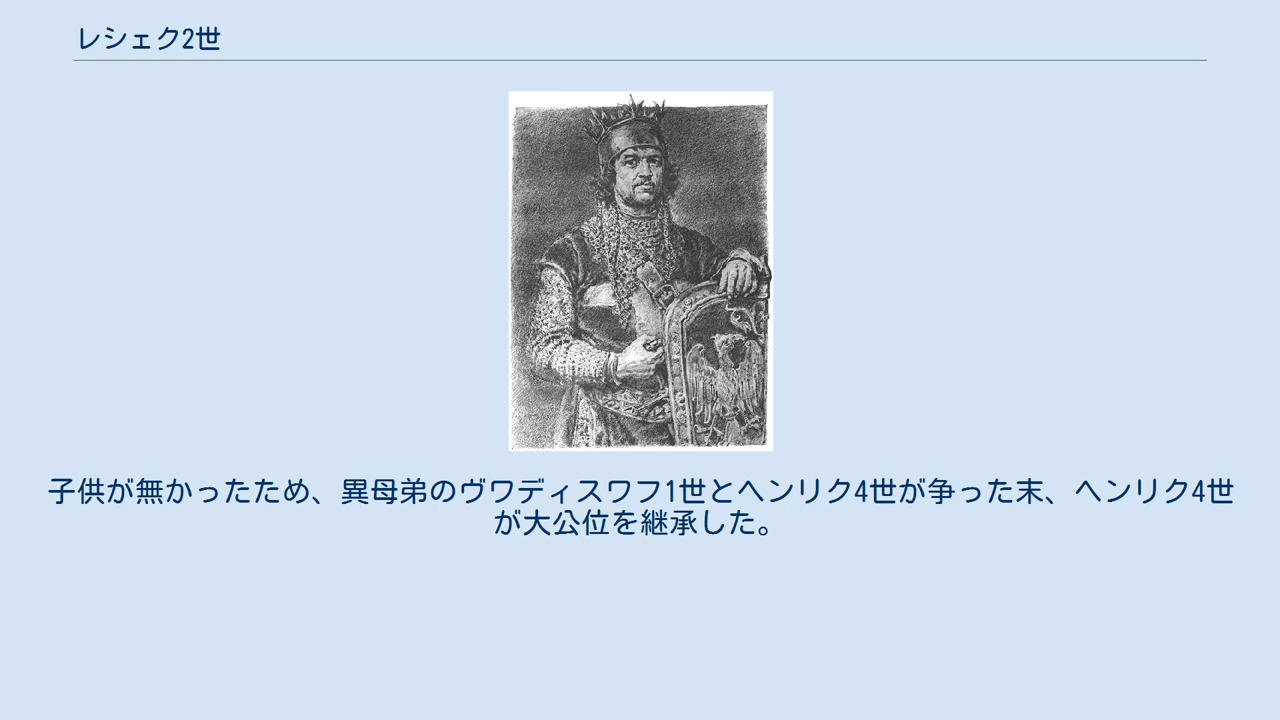 レシェク2世
子供が無かったため、異母弟のヴワディスワフ1世とヘンリク4世が争った末、ヘンリク4世
が大公位を継承した。